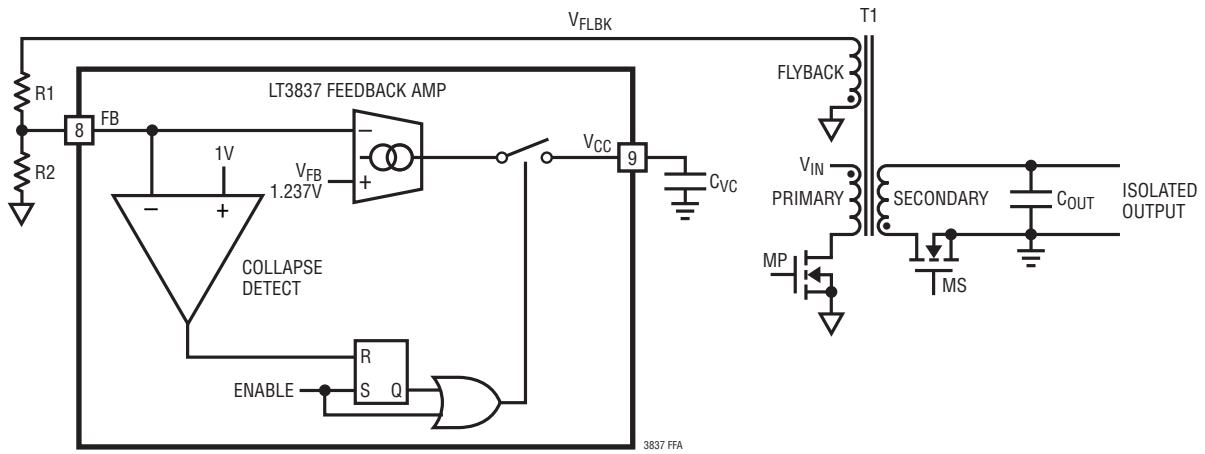 VFLBK
T1
FLYBACK
R1
LT3837 FEEDBACK AMP
8
FB
1V
−
VFB
1.237V
+
VCC
9
CVC
R2
−
+
COLLAPSE
DETECT
VIN
PRIMARY
SECONDARY
COUT
ISOLATED
OUTPUT
MP
MS
R
ENABLE
S
Q
3837 FFA